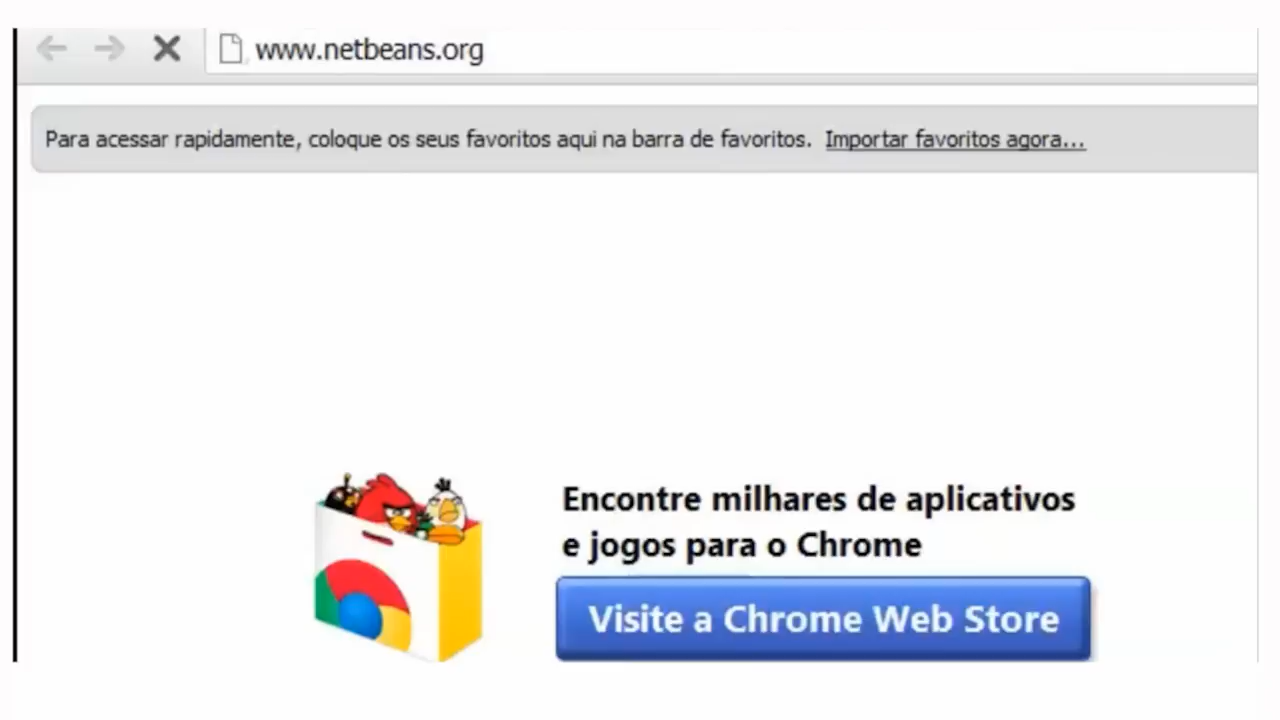 www.netbeans.org
Para acessar rapidamente, coloque os seus favoritos aqui na barra de favoritos. Importar favoritos agora...
Encontre milhares de aplicativos
e jogos para o Chrome
Visite a Chrome Web Store